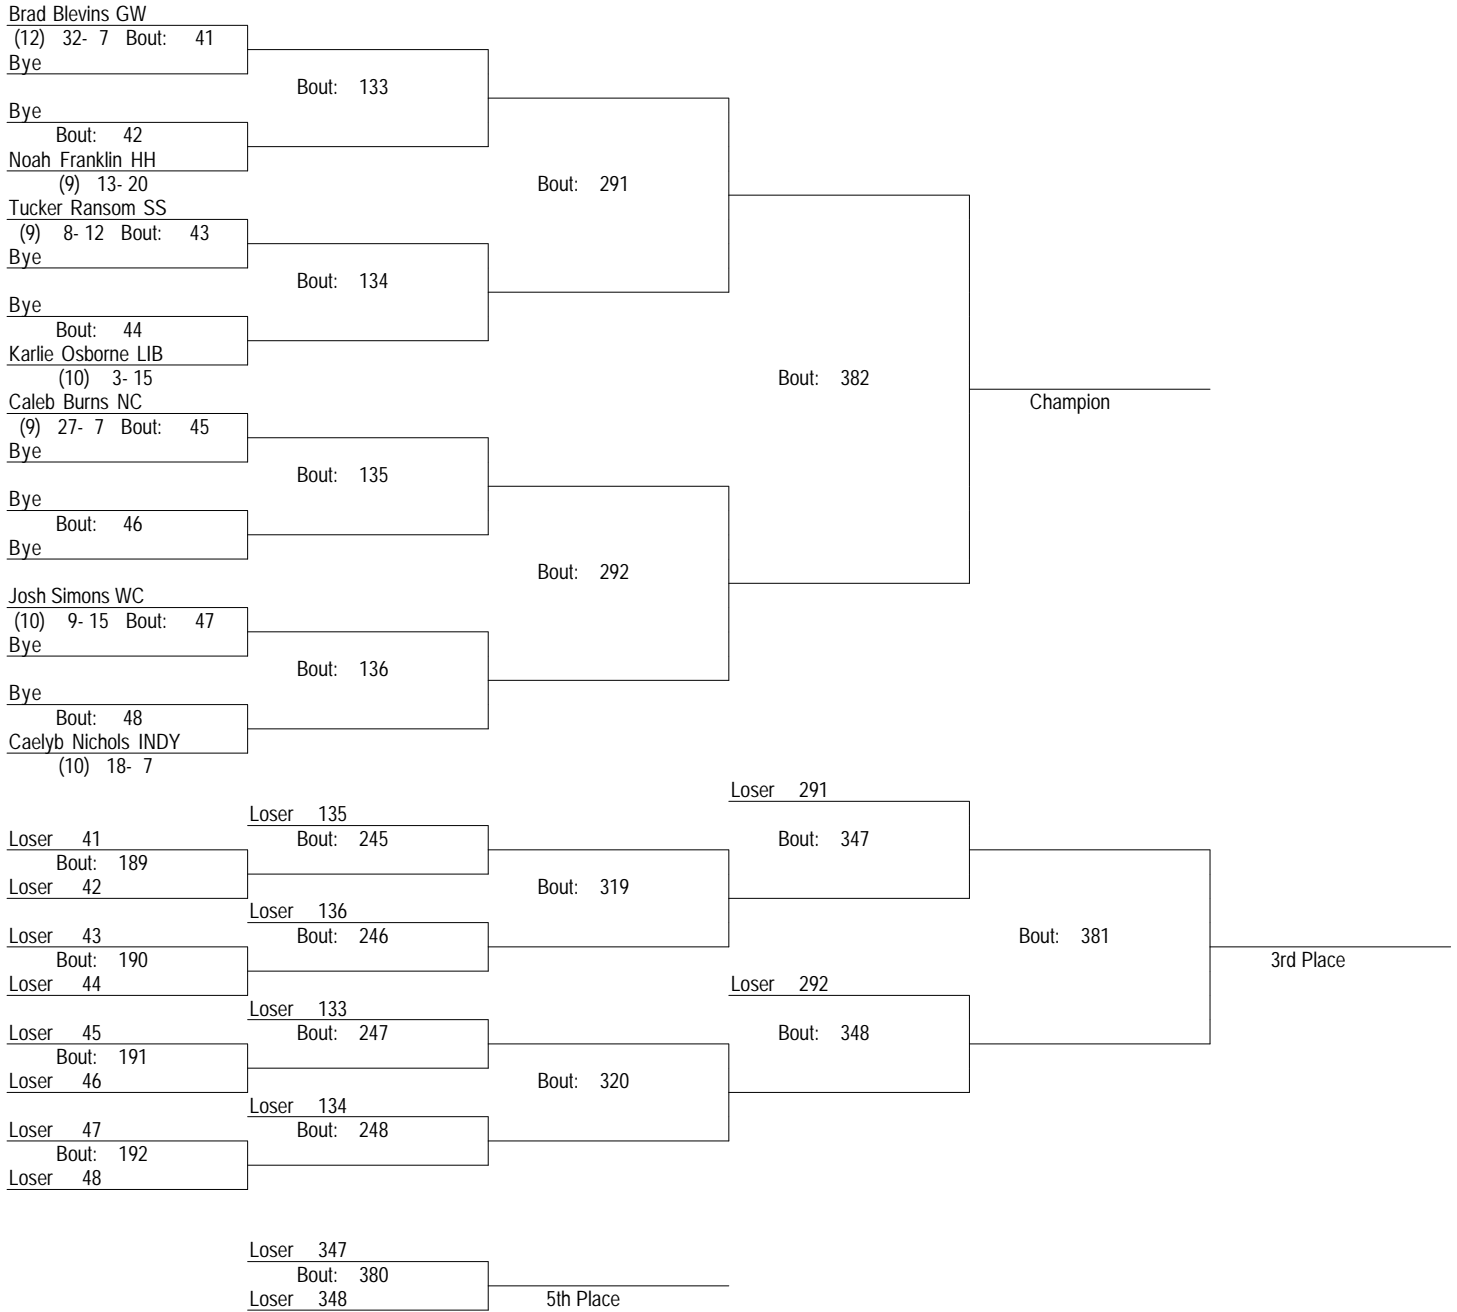 Brad Blevins GW
(12) 32- 7 Bout: 41
Bye
Bout: 133
Bye
Bout: 42
Noah Franklin HH
(9) 13- 20
Bout: 291
Tucker Ransom SS
(9) 8- 12 Bout: 43
Bye
Bout: 134
Bye
Bout: 44
Karlie Osborne LIB
(10) 3- 15
Bout: 382
Champion
Caleb Burns NC
(9) 27- 7 Bout: 45
Bye
Bout: 135
Bye
Bout: 46
Bye
Bout: 292
Josh Simons WC
(10) 9- 15 Bout: 47
Bye
Bout: 136
Bye
Bout: 48
Caelyb Nichols INDY
(10) 18- 7
Loser 291
Loser 135
Loser 41
Bout: 245
Bout: 347
Bout: 189
Loser 42
Bout: 319
Loser 136
Loser 43
Bout: 246
Bout: 381
Bout: 190
3rd Place
Loser 44
Loser 292
Loser 133
Loser 45
Bout: 247
Bout: 348
Bout: 191
Loser 46
Bout: 320
Loser 134
Loser 47
Bout: 248
Bout: 192
Loser 48
Loser 347
Bout: 380
Loser 348
5th Place